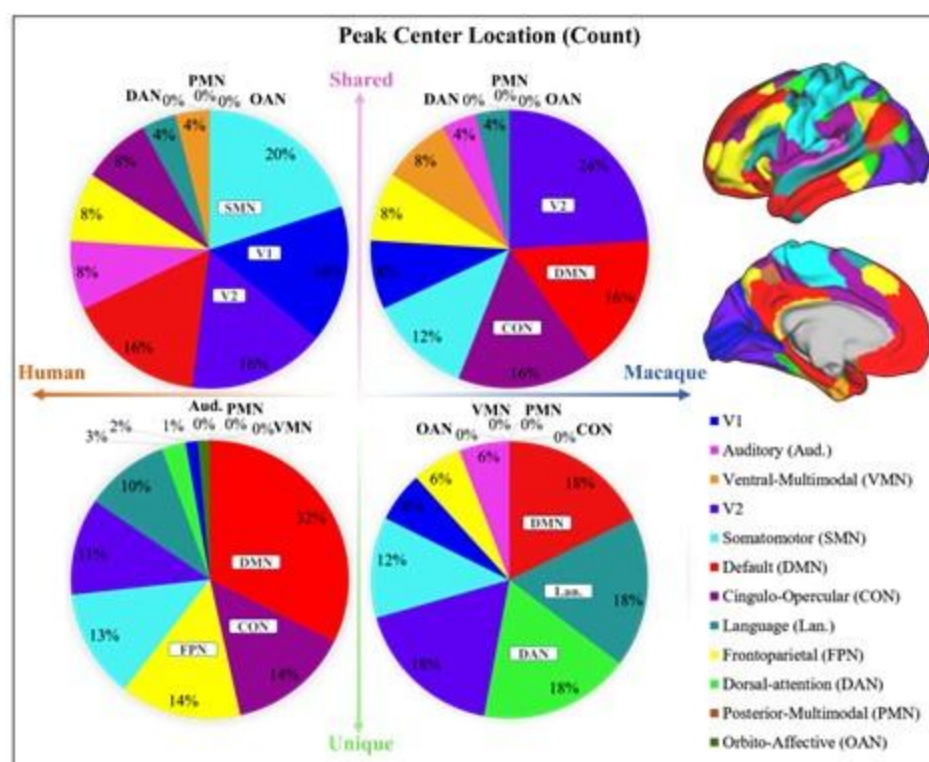 Peak Center Location (Count)
Shared
PMN
DAN 0% 0% 0% OAN
4%
4%
20%
8%
SMN
8%
V1
8%
V2
16%
16%
PMN
DAN 0% 0% 0% OAN
4%
4%
8%
24%
V2
8%
DMN
16%
12%
CON
16%
Human
Macaque
Aud. PMN
2% 1% 0% 0% 0% VMN
3%
10%
32%
11%
DMN
13%
CON
FPN
14%
14%
VMN PMN
OAN 0% 0% 0% 0% CON
6%
6%
18%
DMN
12%
Lan.
18%
18%
DAN
18%
Unique
V1
Auditory (Aud.)
Ventral-Multimodal (VMN)
V2
Somatomotor (SMN)
Default (DMN)
Cingulo-Opercular (CON)
Language (Lan.)
Frontoparietal (FPN)
Dorsal-attention (DAN)
Posterior-Multimodal (PMN)
Orbito-Affective (OAN)